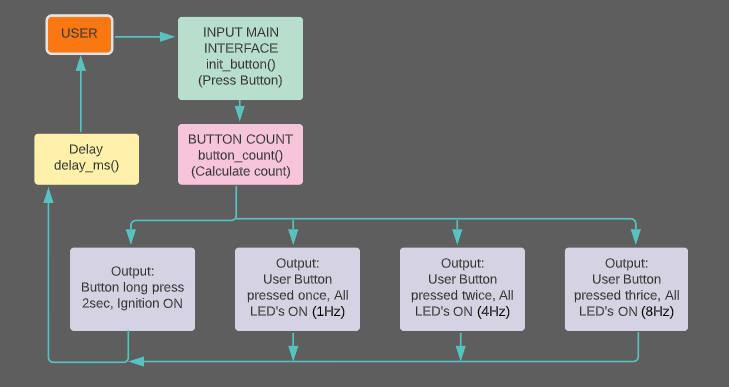 USER
INPUT MAIN
INTERFACE
init_button()
(Press Button)
BUTTON COUNT
button_count()
(Calculate count)
Delay
delay_ms()
Output:
Button long press
2sec, Ignition ON
Output:
User Button
pressed once, All
LED's ON (1Hz)
Output:
User Button
pressed twice, All
LED's ON (4Hz)
Output:
User Button
pressed thrice, All
LED's ON (8Hz)